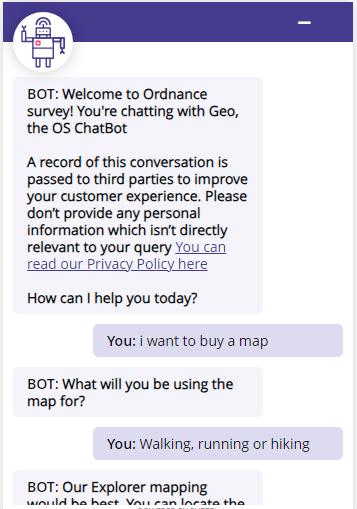 BOT: Welcome to Ordnance
survey! You're chatting with Geo,
the OS ChatBot
A record of this conversation is
passed to third parties to improve
your customer experience. Please
don't provide any personal
information which isn't directly
relevant to your query You can
read our Privacy Policy here
How can I help you today?
You: i want to buy a map
BOT: What will you be using the
map for?
You: Walking, running or hiking
BOT: Our Explorer mapping
would be best. You can locate the